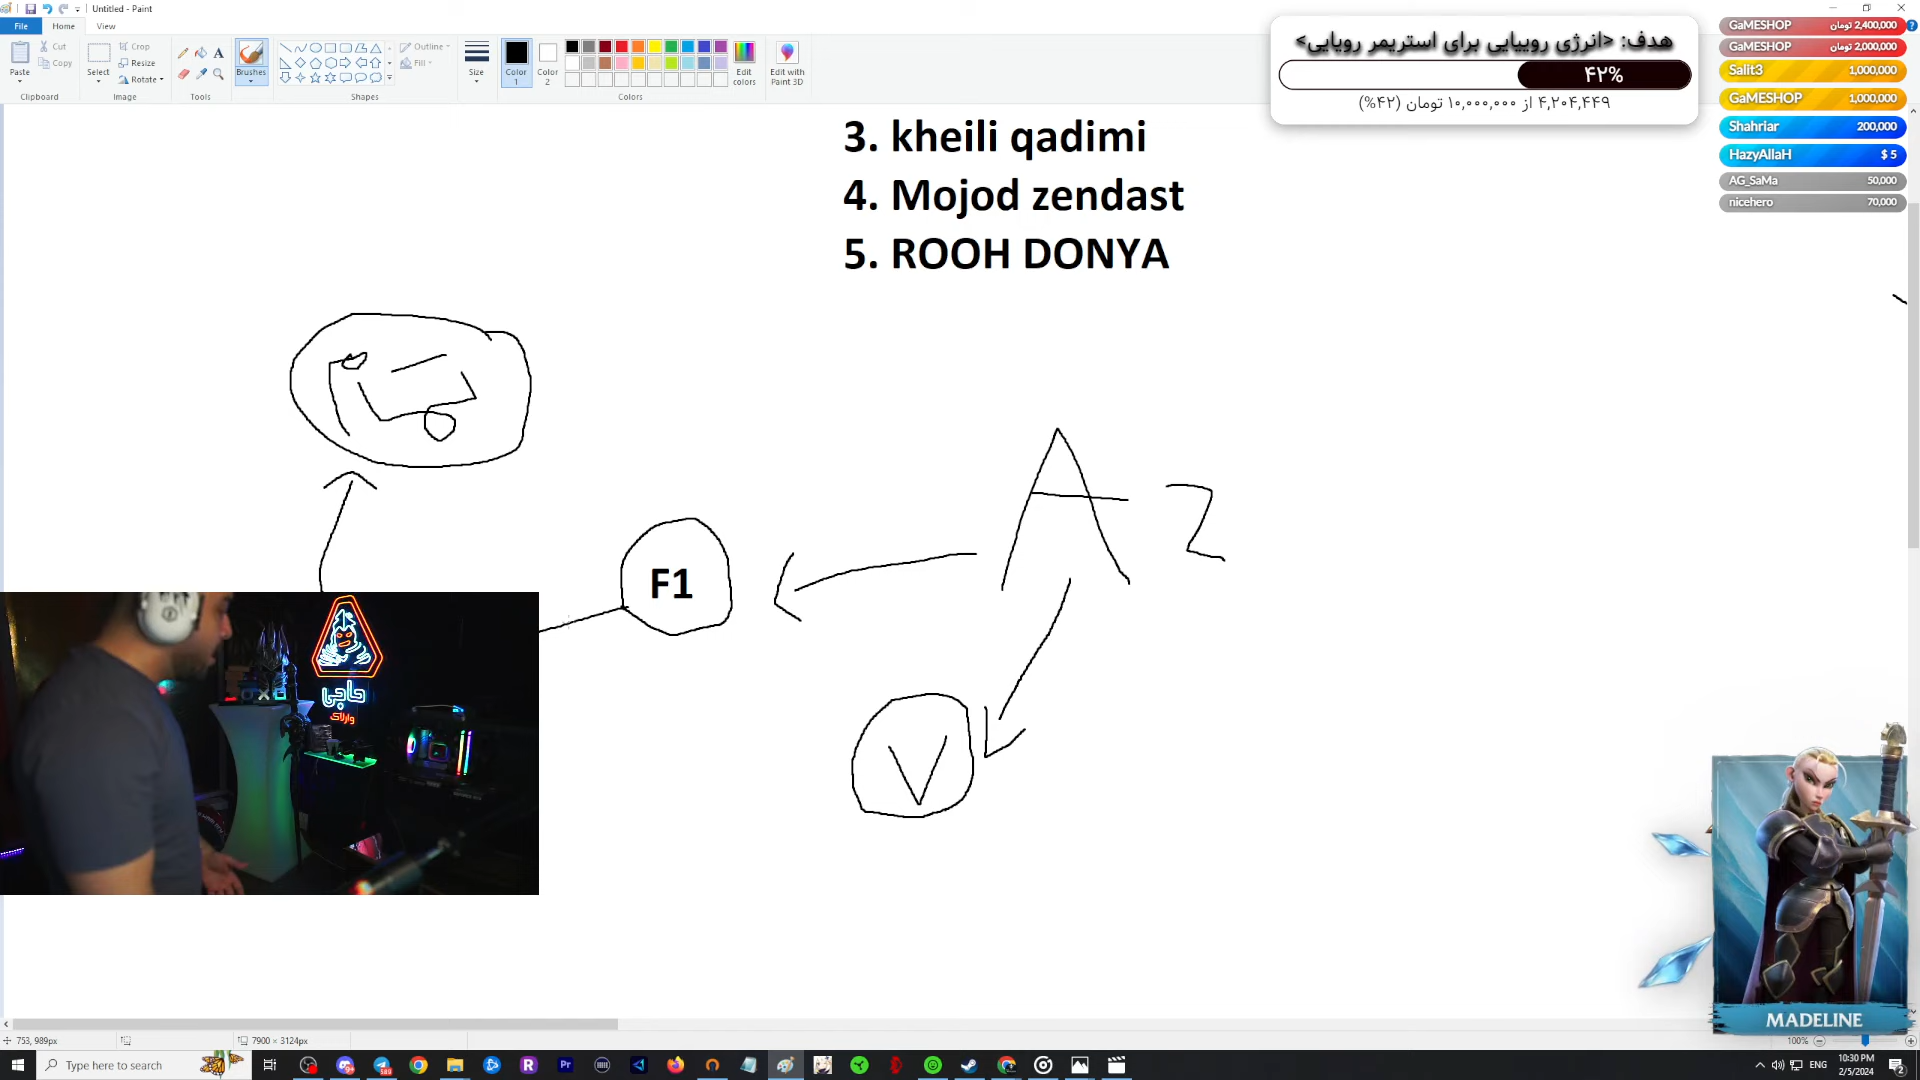 Untitled - Paint
File
Home
View
Paste
Cut
Copy
Clipboard
Select
Crop
Resize
Rotate
Image
Tools
Brushes
Shapes
Outline
Fill
Size
Color 1
Color 2
Edit colors
Colors
Edit with Paint 3D
هدف: <انرژی روییایی برای استریمر رویایی>
۴۲%
۴,۲۰۴,۴۴۹ از ۱۰,۰۰۰,۰۰۰ تومان (۴۲%)
GaMESHOP 2,400,000 تومان
GaMESHOP 2,000,000 تومان
Salit3 1,000,000
GaMESHOP 1,000,000
Shahriar 200,000
HazyAllaH $ 5
AG_SaMa 50,000
nicehero 70,000
3. kheili qadimi
4. Mojod zendast
5. ROOH DONYA
A 2
F1
V
حاجی
وارلاک
MADELINE
753, 989px
7900 × 3124px
100%
Type here to search
ENG
10:30 PM
2/5/2024